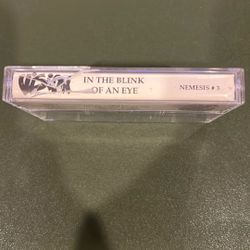 IN THE BLINK
OF AN EYE
NEMESIS # 3